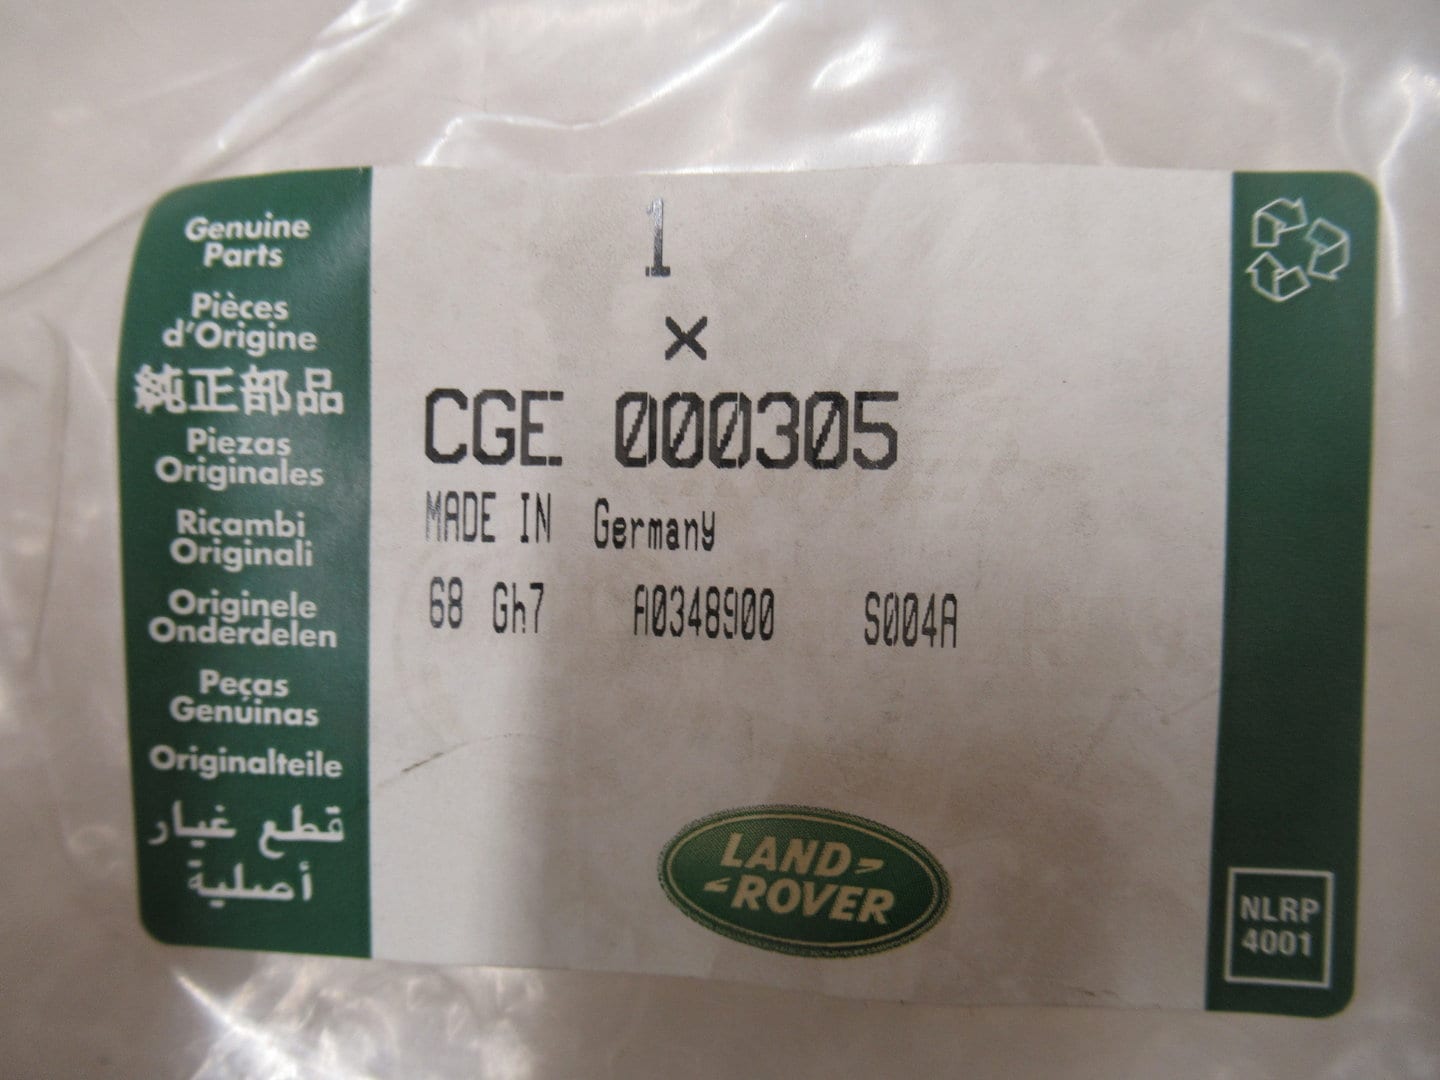 Genuine
Parts
Pièces
d'Origine
純正部品
Piezas
Originales
Ricambi
Originali
Originele
Onderdelen
Peças
Genúinas
Originalteile
قطع غيار
أصلية
1
×
CGE 000305
MADE IN Germany
68 Gh7 A0348900 S004A
LAND
ROVER
NLRP
4001